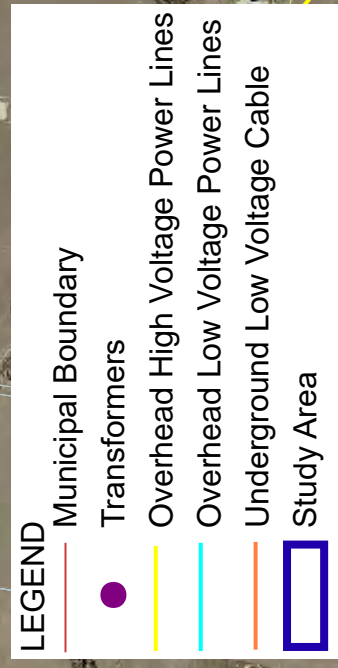 LEGEND
Municipal Boundary
Transformers
Overhead High Voltage Power Lines
Overhead Low Voltage Power Lines
Underground Low Voltage Cable
Study Area